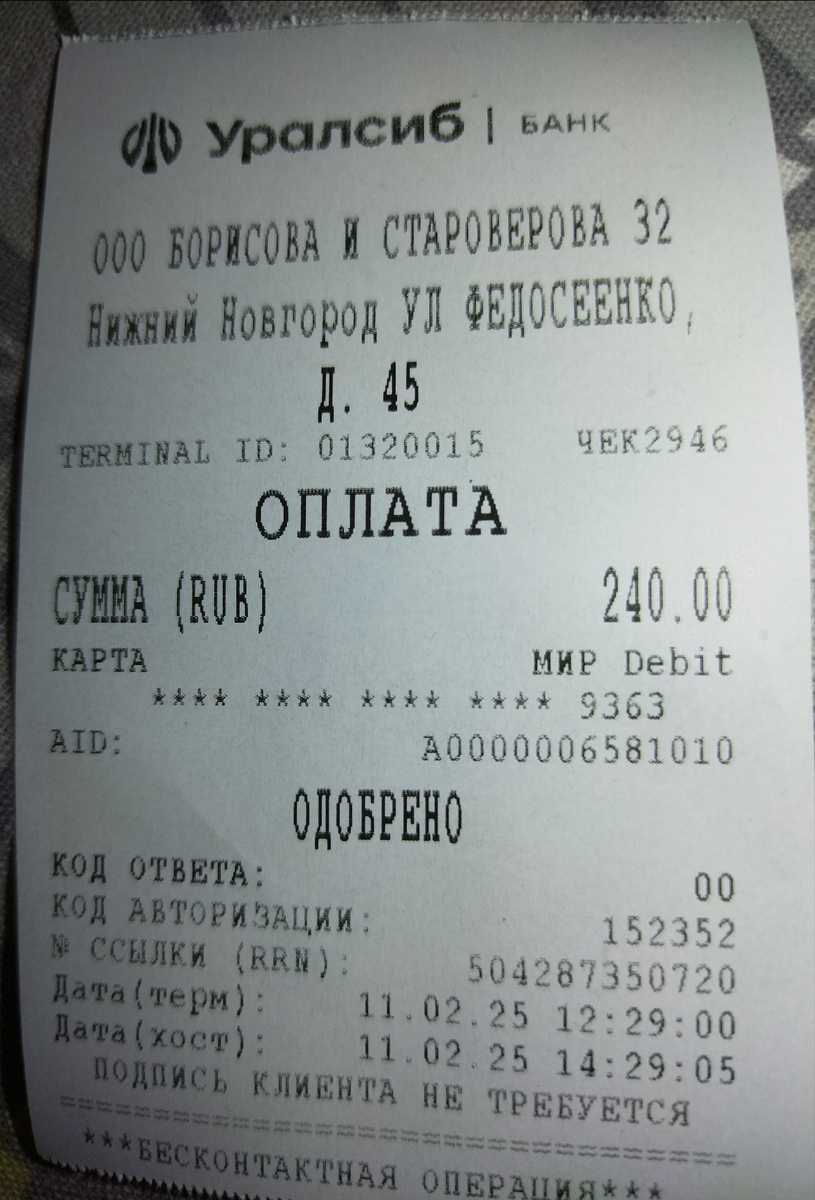 Уралсиб | БАНК
ООО БОРИСОВА И СТАРОВЕРОВА 32
Нижний Новгород УЛ ФЕДОСЕЕНКО,
Д. 45
TERMINAL ID: 01320015 ЧЕК2946
ОПЛАТА
СУММА (RUB) 240.00
КАРТА МИР Debit
**** **** **** **** 9363
AID: A0000006581010
ОДОБРЕНО
КОД ОТВЕТА: 00
КОД АВТОРИЗАЦИИ: 152352
№ ССЫЛКИ (RRN): 504287350720
Дата(терм): 11.02.25 12:29:00
Дата(хост): 11.02.25 14:29:05
ПОДПИСЬ КЛИЕНТА НЕ ТРЕБУЕТСЯ
================================
***БЕСКОНТАКТНАЯ ОПЕРАЦИЯ***